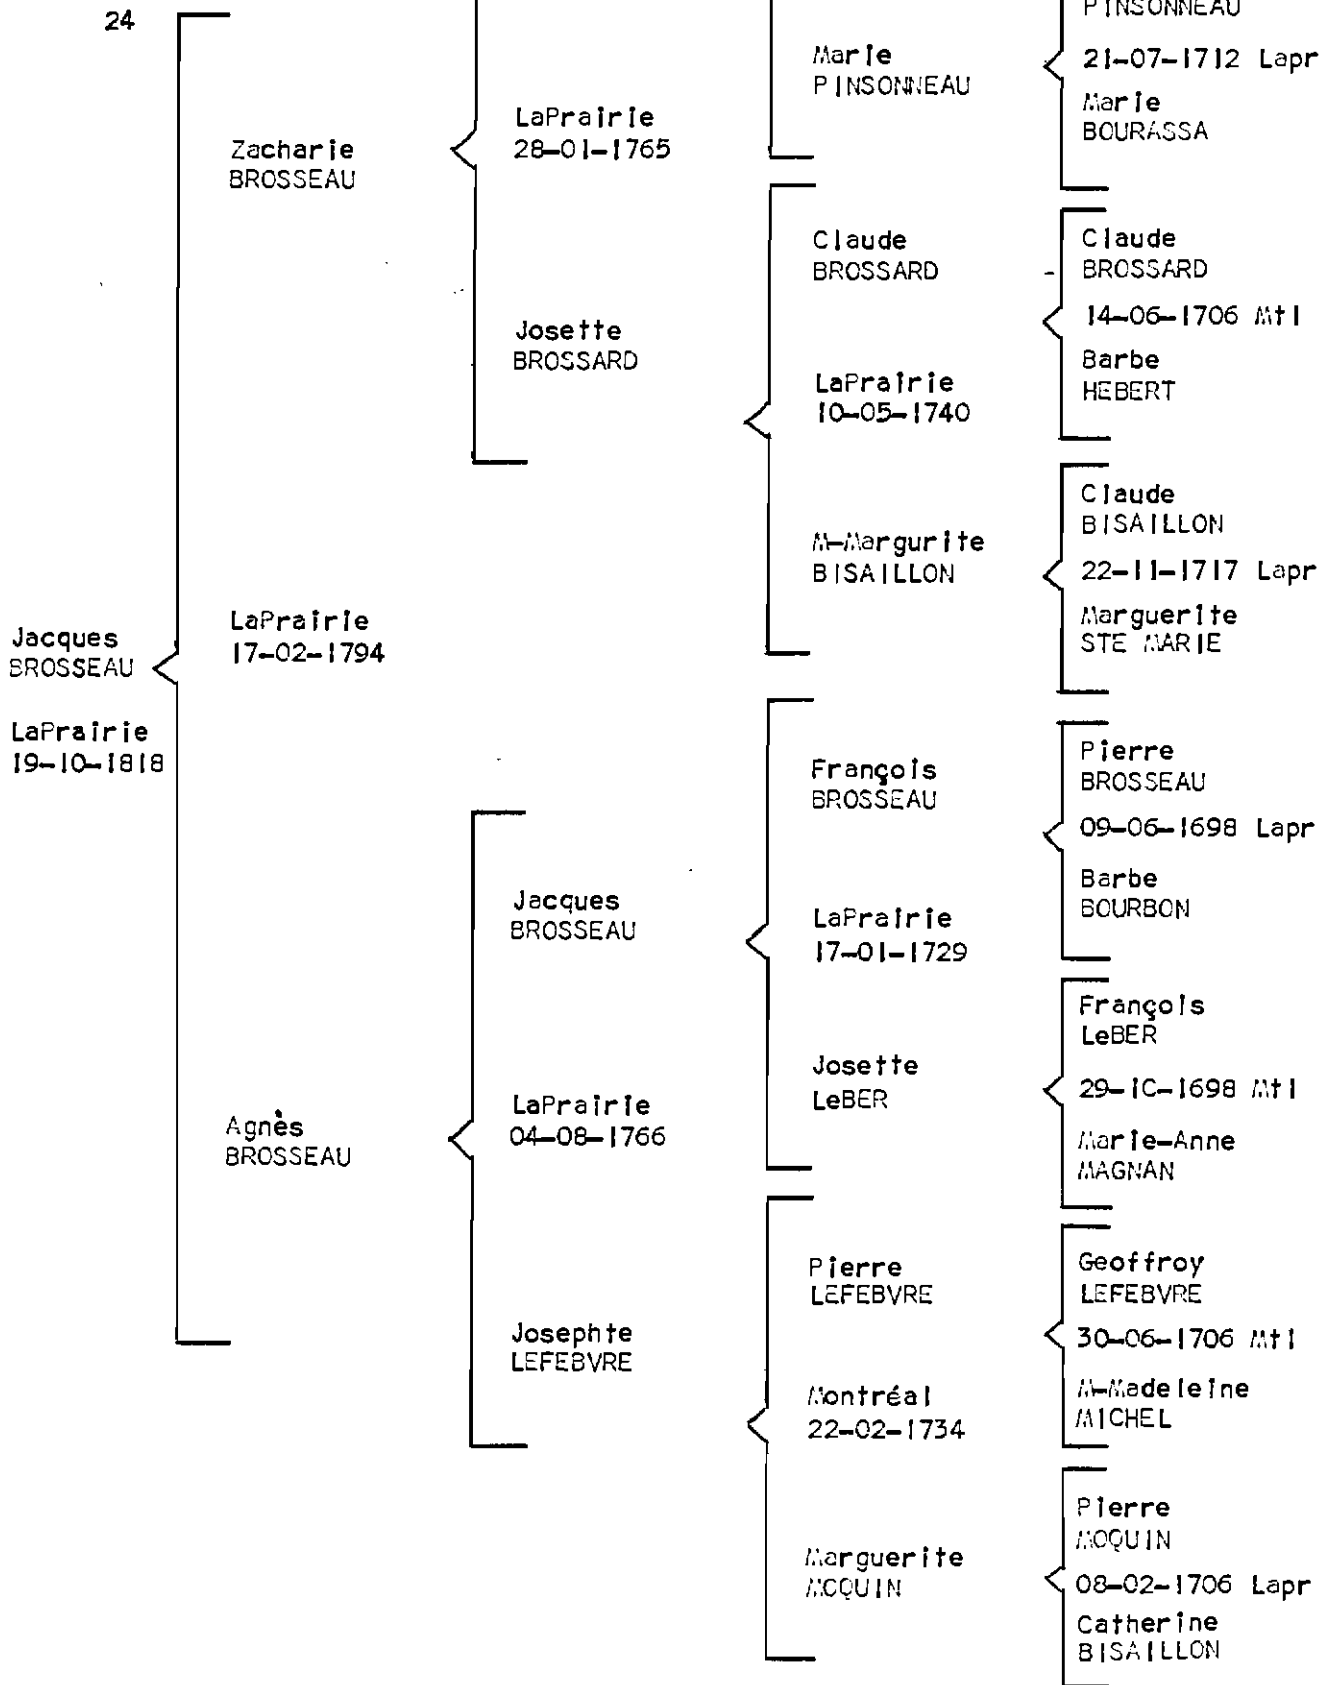 24
Jacques
BROSSEAU
LaPrairie
19-10-1818
Zacharie
BROSSEAU
LaPrairie
17-02-1794
Agnès
BROSSEAU
LaPrairie
28-01-1765
Josette
BROSSARD
Jacques
BROSSEAU
LaPrairie
04-08-1766
Josephte
LEFEBVRE
Marie
PINSONNEAU
Claude
BROSSARD
LaPrairie
10-05-1740
M-Margurite
BISAILLON
François
BROSSEAU
LaPrairie
17-01-1729
Josette
LeBER
Pierre
LEFEBVRE
Montréal
22-02-1734
Marguerite
MOQUIN
PINSONNEAU
21-07-1712 Lapr
Marie
BOURASSA
Claude
BROSSARD
14-06-1706 Mtl
Barbe
HEBERT
Claude
BISAILLON
22-11-1717 Lapr
Marguerite
STE MARIE
Pierre
BROSSEAU
09-06-1698 Lapr
Barbe
BOURBON
François
LeBER
29-10-1698 Mtl
Marie-Anne
MAGNAN
Geoffroy
LEFEBVRE
30-06-1706 Mtl
M-Madeleine
MICHEL
Pierre
MOQUIN
08-02-1706 Lapr
Catherine
BISAILLON